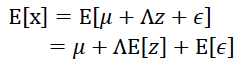 E[x] = E[μ + Λz + ϵ]
= μ + ΛE[z] + E[ϵ]